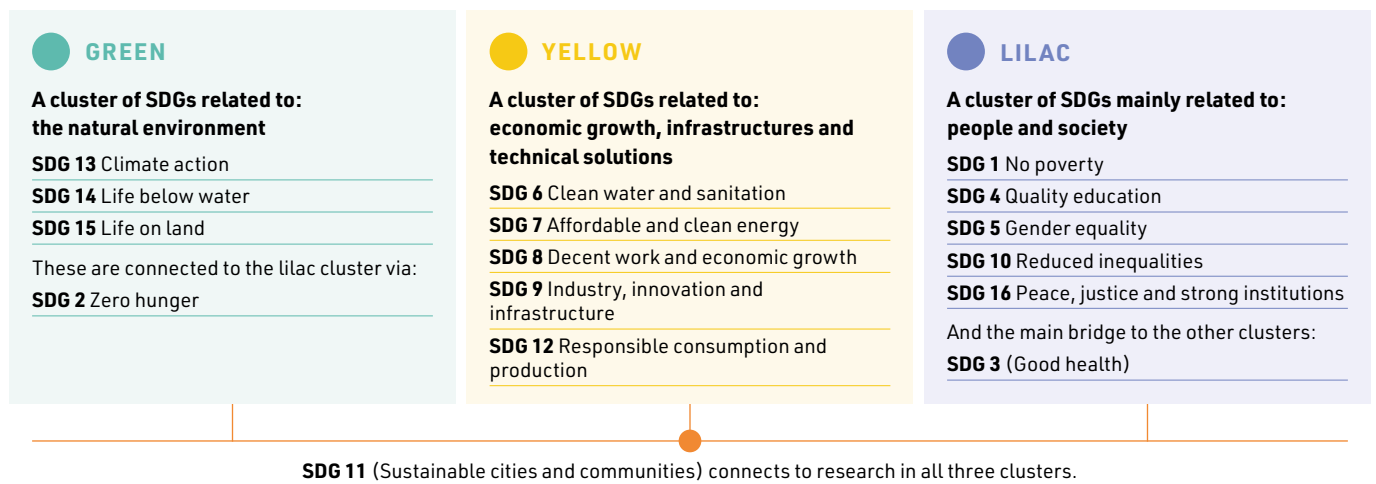 GREEN
A cluster of SDGs related to:
the natural environment
SDG 13 Climate action
SDG 14 Life below water
SDG 15 Life on land
These are connected to the lilac cluster via:
SDG 2 Zero hunger
YELLOW
A cluster of SDGs related to:
economic growth, infrastructures and
technical solutions
SDG 6 Clean water and sanitation
SDG 7 Affordable and clean energy
SDG 8 Decent work and economic growth
SDG 9 Industry, innovation and
infrastructure
SDG 12 Responsible consumption and
production
LILAC
A cluster of SDGs mainly related to:
people and society
SDG 1 No poverty
SDG 4 Quality education
SDG 5 Gender equality
SDG 10 Reduced inequalities
SDG 16 Peace, justice and strong institutions
And the main bridge to the other clusters:
SDG 3 (Good health)
SDG 11 (Sustainable cities and communities) connects to research in all three clusters.